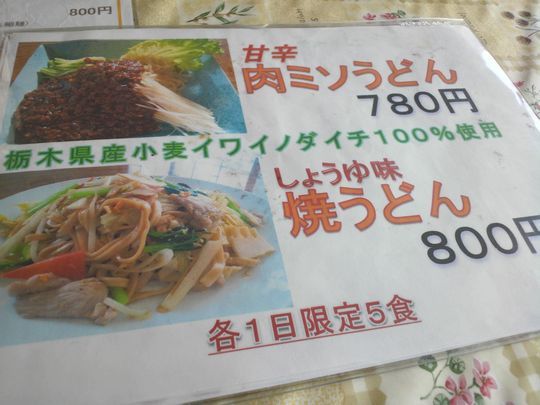 800円
甘辛
肉ミソうどん
780円
栃木県産小麦イワイノダイチ100%使用
しょうゆ味
焼うどん
800円
各1日限定5食